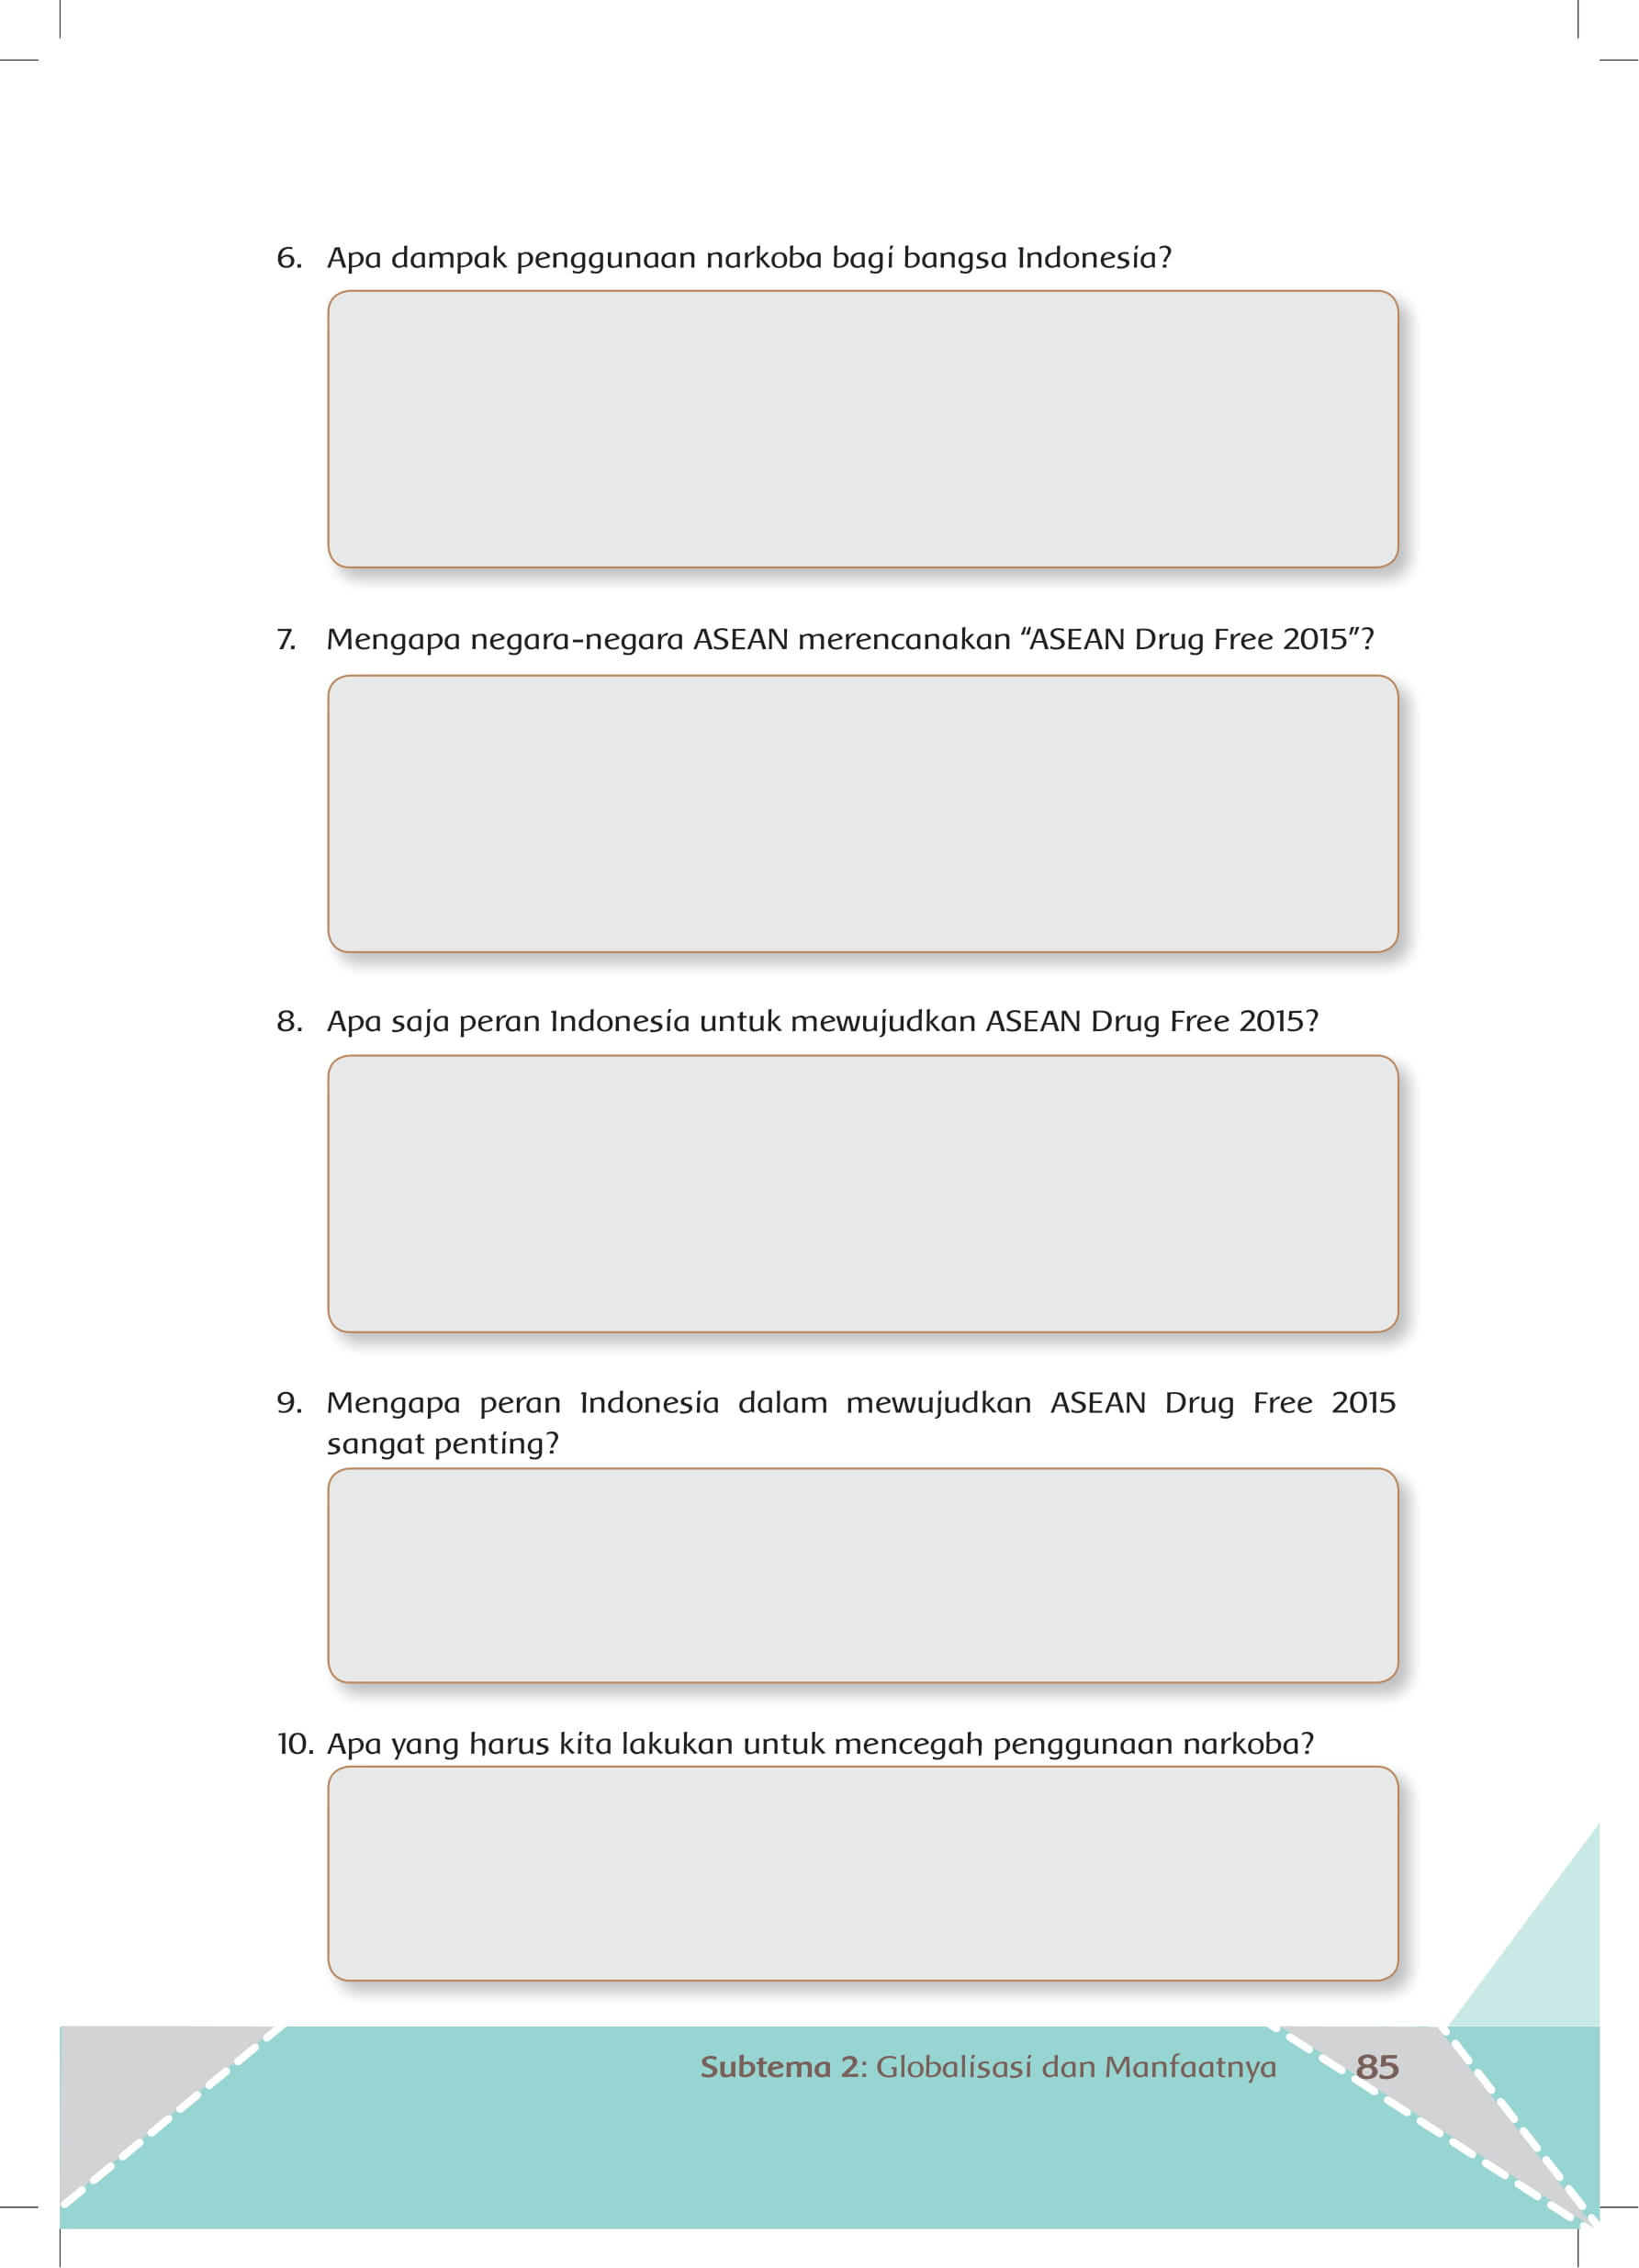 6. Apa dampak penggunaan narkoba bagi bangsa Indonesia?
7. Mengapa negara-negara ASEAN merencanakan “ASEAN Drug Free 2015”?
8. Apa saja peran Indonesia untuk mewujudkan ASEAN Drug Free 2015?
9. Mengapa peran Indonesia dalam mewujudkan ASEAN Drug Free 2015
sangat penting?
10. Apa yang harus kita lakukan untuk mencegah penggunaan narkoba?
Subtema 2: Globalisasi dan Manfaatnya 85